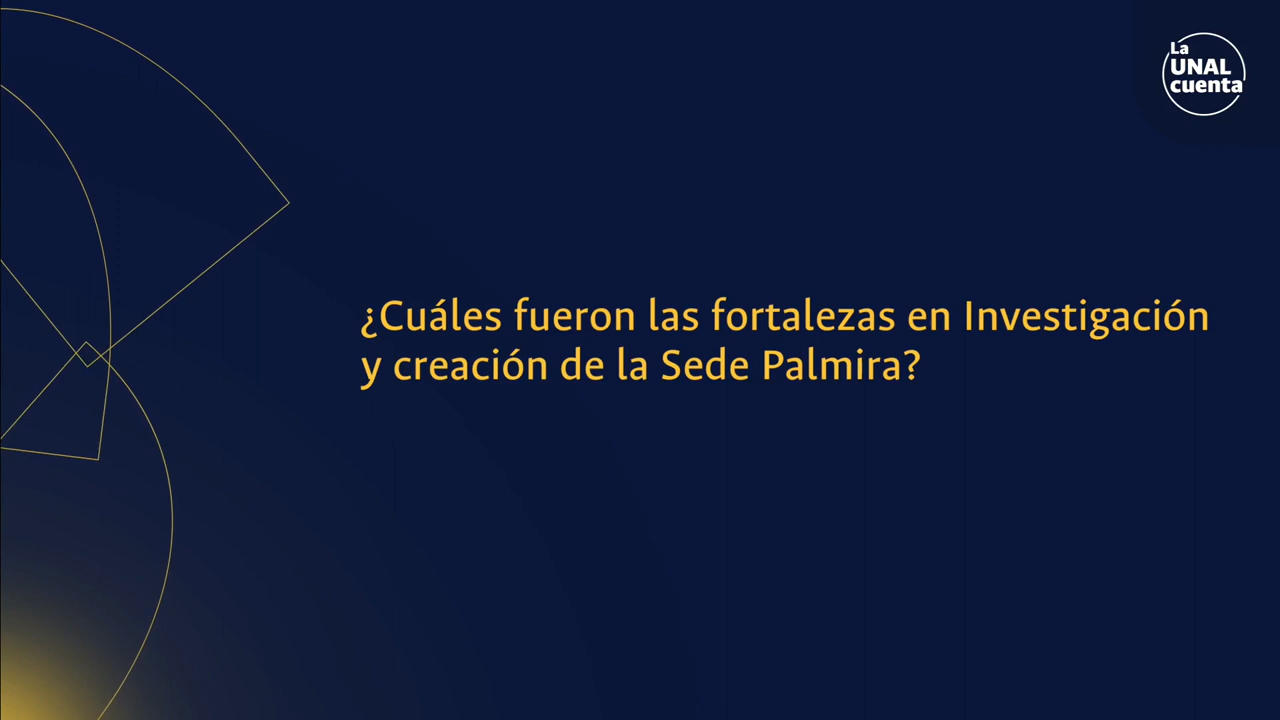 La
UNAL
cuenta
¿Cuáles fueron las fortalezas en Investigación
y creación de la Sede Palmira?